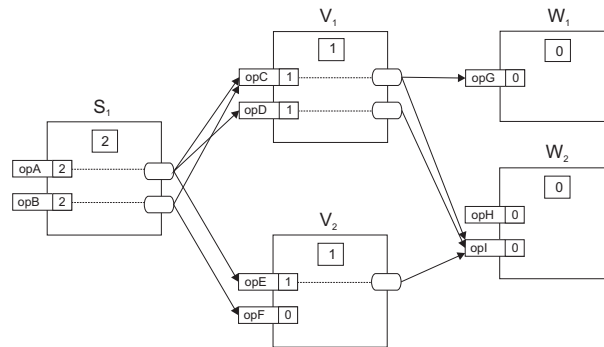 S1
2
opA 2
opB 2
V1
1
opC 1
opD 1
V2
1
opE 1
opF 0
W1
0
opG 0
W2
0
opH 0
opI 0